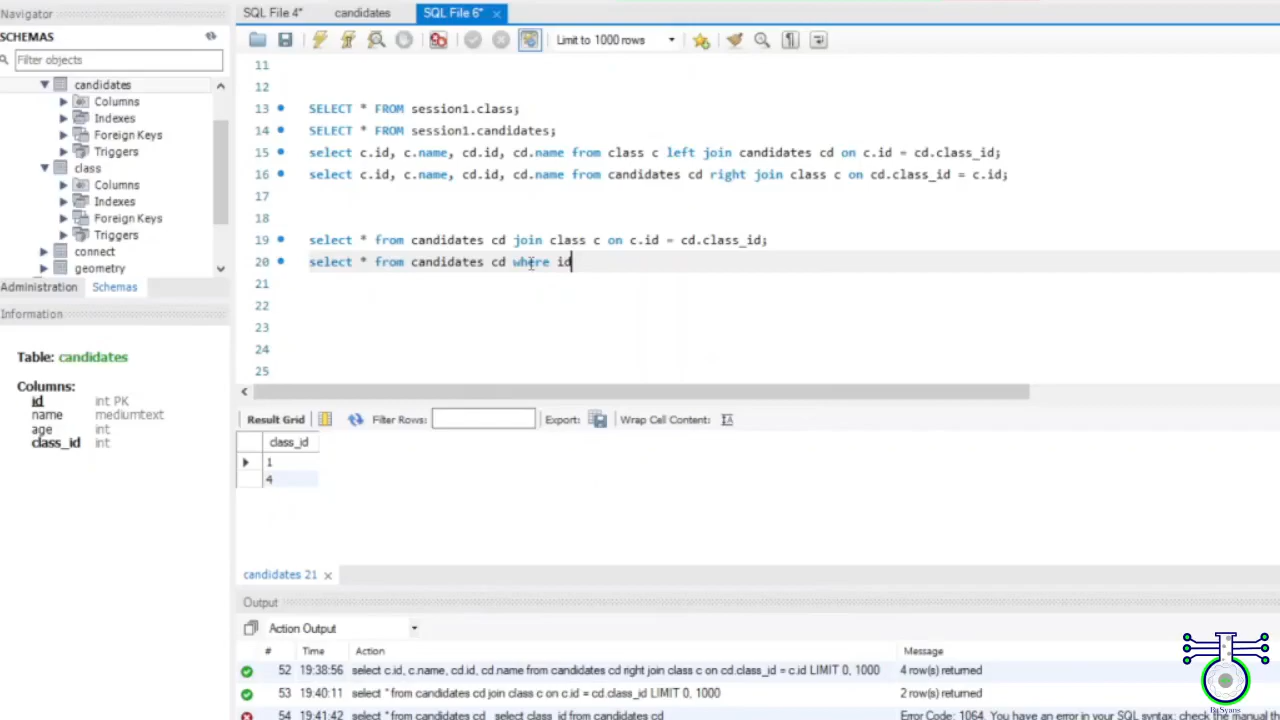 Navigator
SQL File 4*
candidates
SQL File 6*
SCHEMAS
Limit to 1000 rows
Filter objects
candidates
Columns
Indexes
Foreign Keys
Triggers
class
Columns
Indexes
Foreign Keys
Triggers
connect
geometry
Administration
Schemas
Information
Table: candidates
Columns:
id int PK
name mediumtext
age int
class_id int
11
12
13 SELECT * FROM session1.class;
14 SELECT * FROM session1.candidates;
15 select c.id, c.name, cd.id, cd.name from class c left join candidates cd on c.id = cd.class_id;
16 select c.id, c.name, cd.id, cd.name from candidates cd right join class c on cd.class_id = c.id;
17
18
19 select * from candidates cd join class c on c.id = cd.class_id;
20 select * from candidates cd where id
21
22
23
24
25
Result Grid
Filter Rows:
Export:
Wrap Cell Content:
class_id
1
4
candidates 21
Output
Action Output
# Time Action Message
52 19:38:56 select c.id, c.name, cd.id, cd.name from candidates cd right join class c on cd.class_id = c.id LIMIT 0, 1000 4 row(s) returned
53 19:40:11 select * from candidates cd join class c on c.id = cd.class_id LIMIT 0, 1000 2 row(s) returned
54 19:41:42 select * from candidates cd select class_id from candidates cd Error Code: 1064. You have an error in your SQL syntax; check the manual th